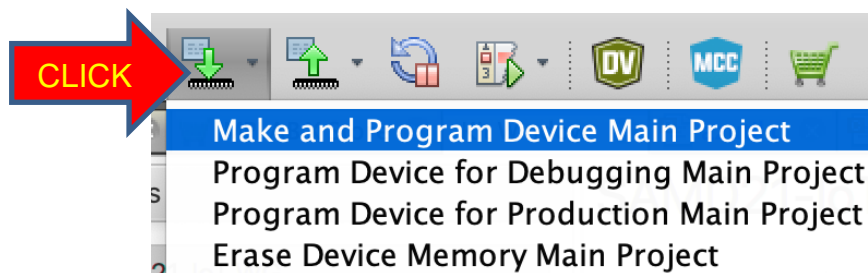 CLICK
DV
MCC
3
Make and Program Device Main Project
Program Device for Debugging Main Project
s
Program Device for Production Main Project
Erase Device Memory Main Project